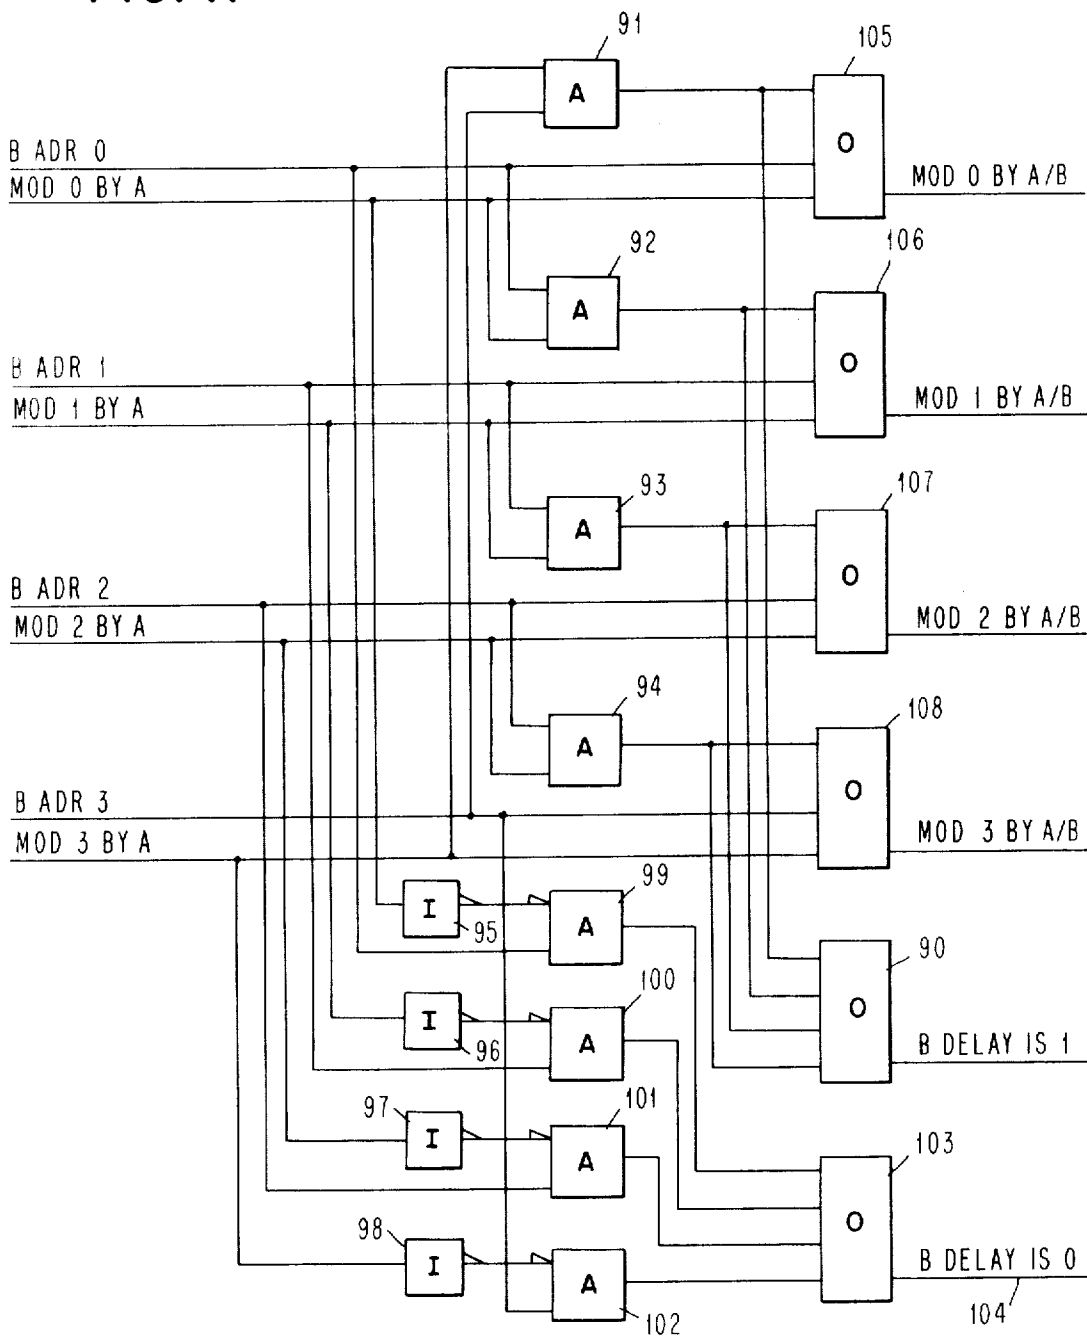 91
105
A
O
B ADR 0
MOD 0 BY A
MOD 0 BY A/B
92
106
A
O
B ADR 1
MOD 1 BY A
MOD 1 BY A/B
93
107
A
O
B ADR 2
MOD 2 BY A
MOD 2 BY A/B
94
108
A
O
B ADR 3
MOD 3 BY A
MOD 3 BY A/B
99
I
95
A
90
100
O
I
96
A
B DELAY IS 1
97
101
I
A
103
98
O
I
A
B DELAY IS 0
102
104